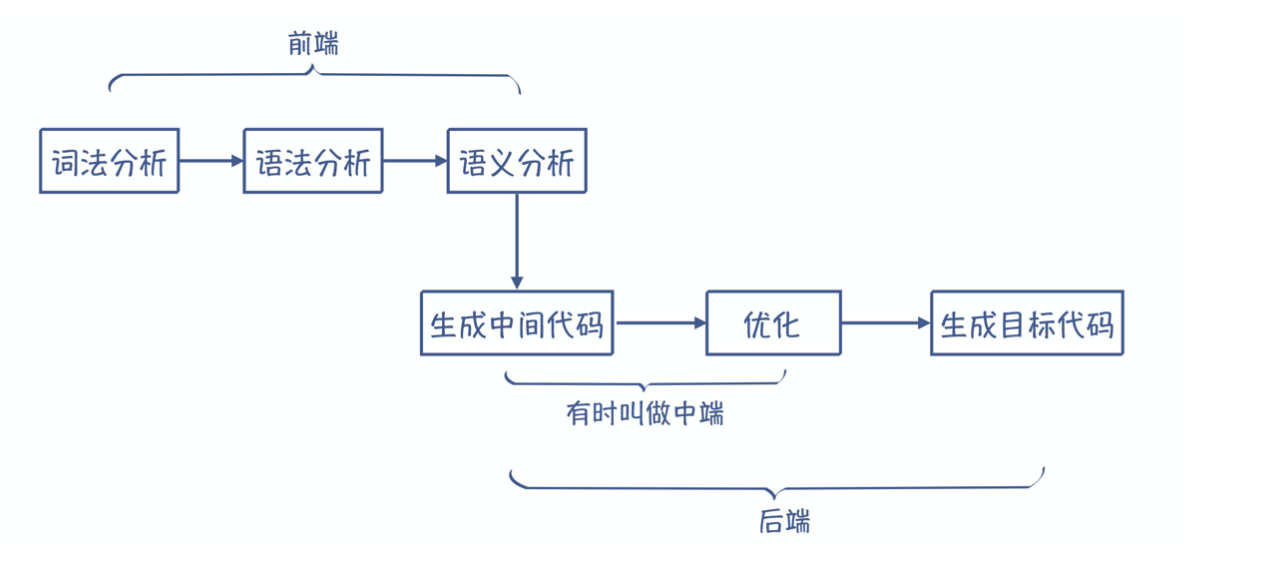 前端
词法分析
语法分析
语义分析
生成中间代码
优化
生成目标代码
有时叫做中端
后端